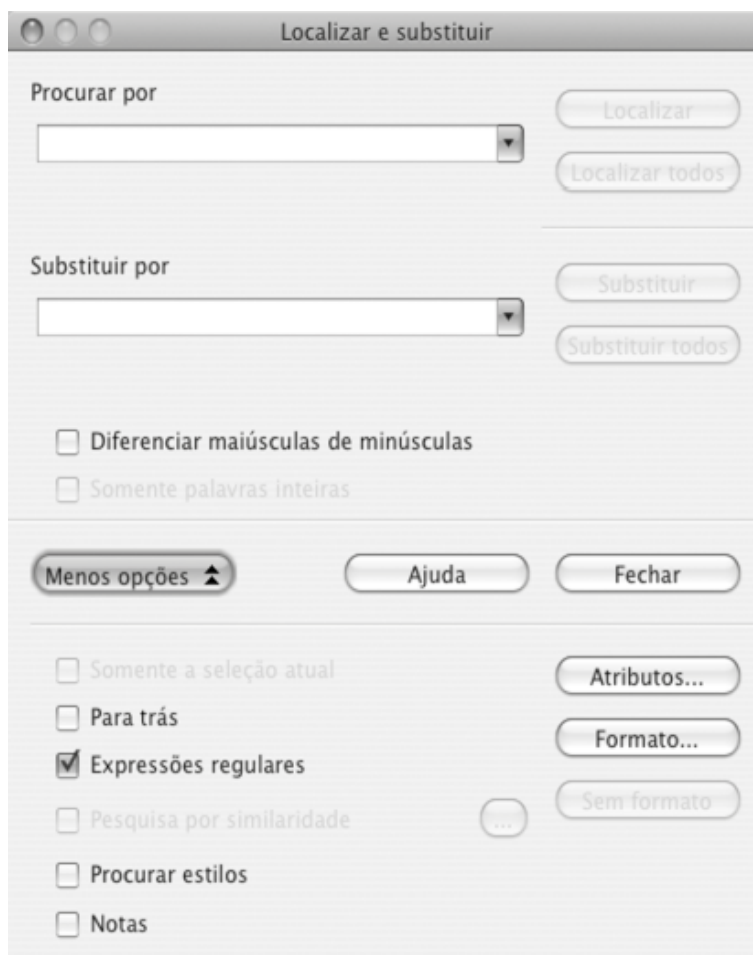 Localizar e substituir
Procurar por
Localizar
Localizar todos
Substituir por
Substituir
Substituir todos
Diferenciar maiúsculas de minúsculas
Somente palavras inteiras
Menos opções
Ajuda
Fechar
Somente a seleção atual
Atributos...
Para trás
Formato...
Expressões regulares
Sem formato
Pesquisa por similaridade
...
Procurar estilos
Notas